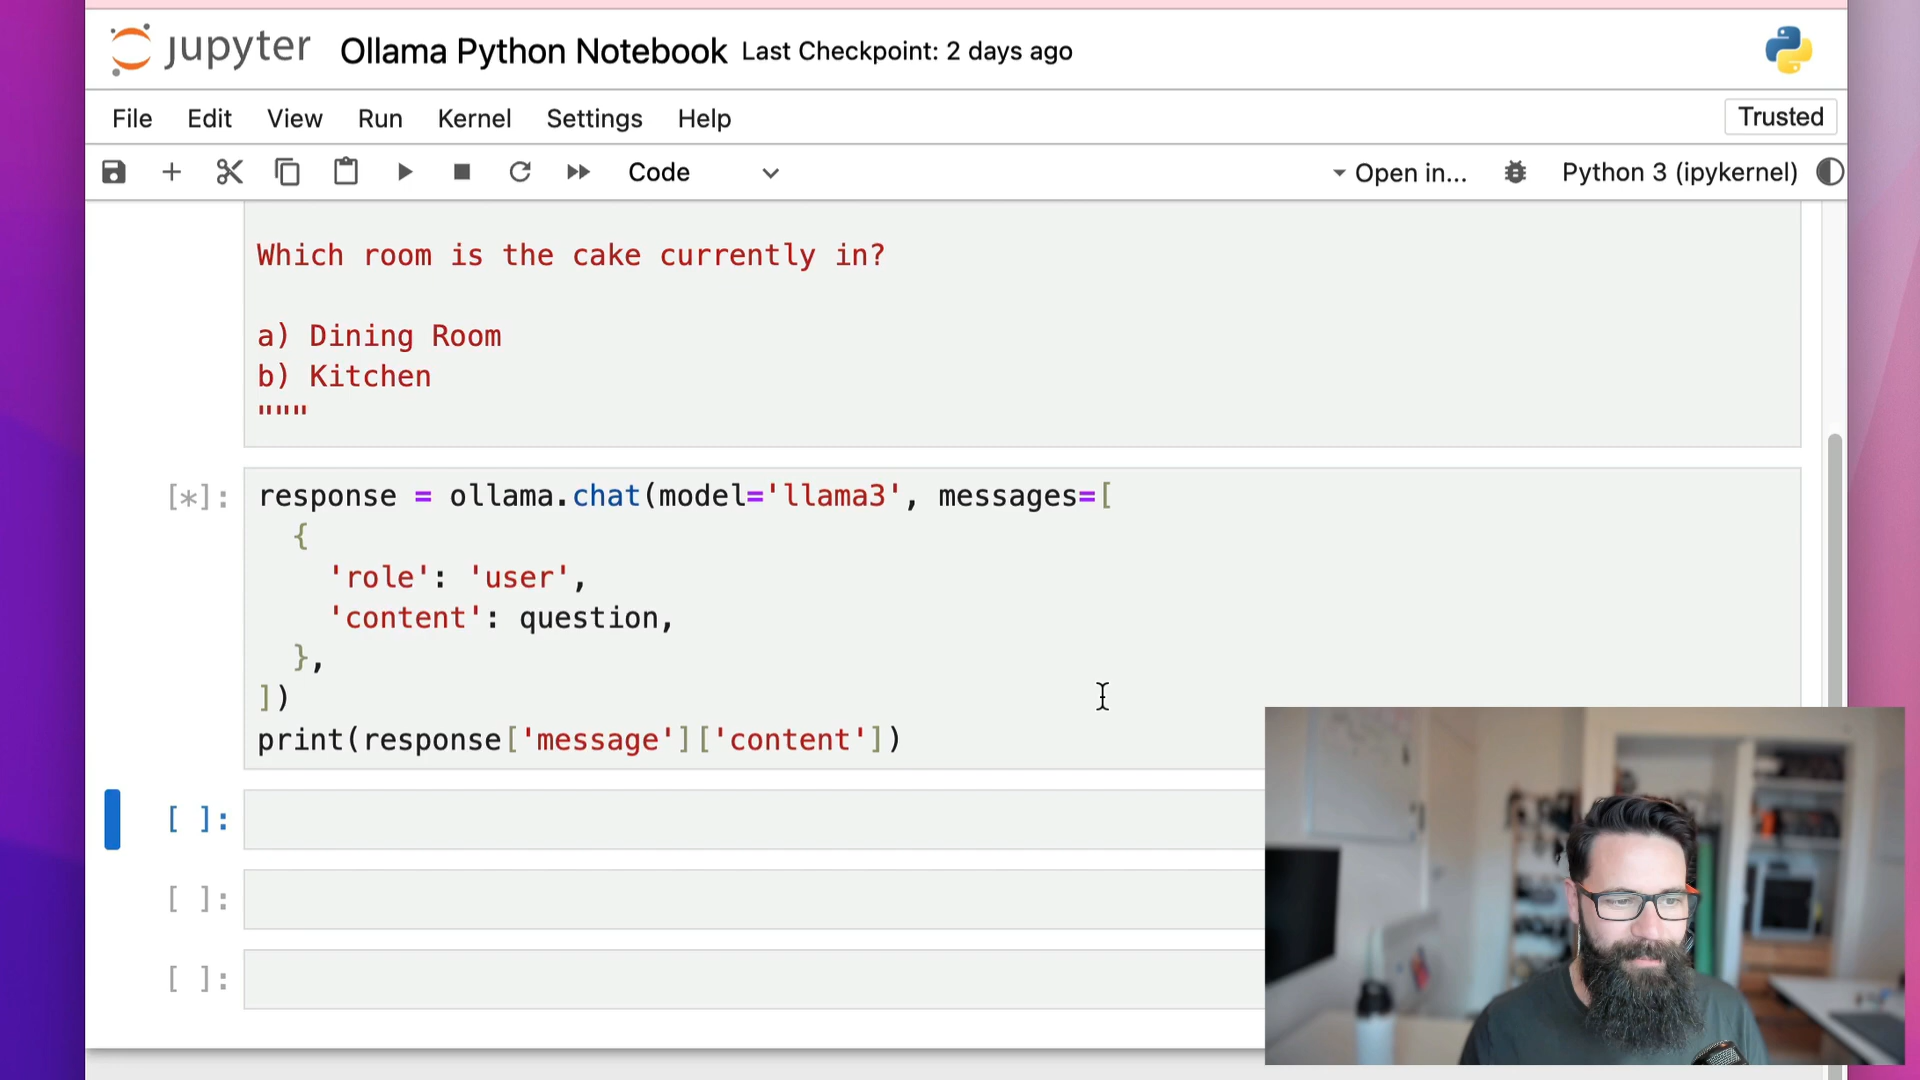 jupyter Ollama Python Notebook Last Checkpoint: 2 days ago
File Edit View Run Kernel Settings Help Trusted
Code Open in... Python 3 (ipykernel)
Which room is the cake currently in?
a) Dining Room
b) Kitchen
"""
[*]: response = ollama.chat(model='llama3', messages=[
{
'role': 'user',
'content': question,
},
])
print(response['message']['content'])
[ ]:
[ ]:
[ ]: